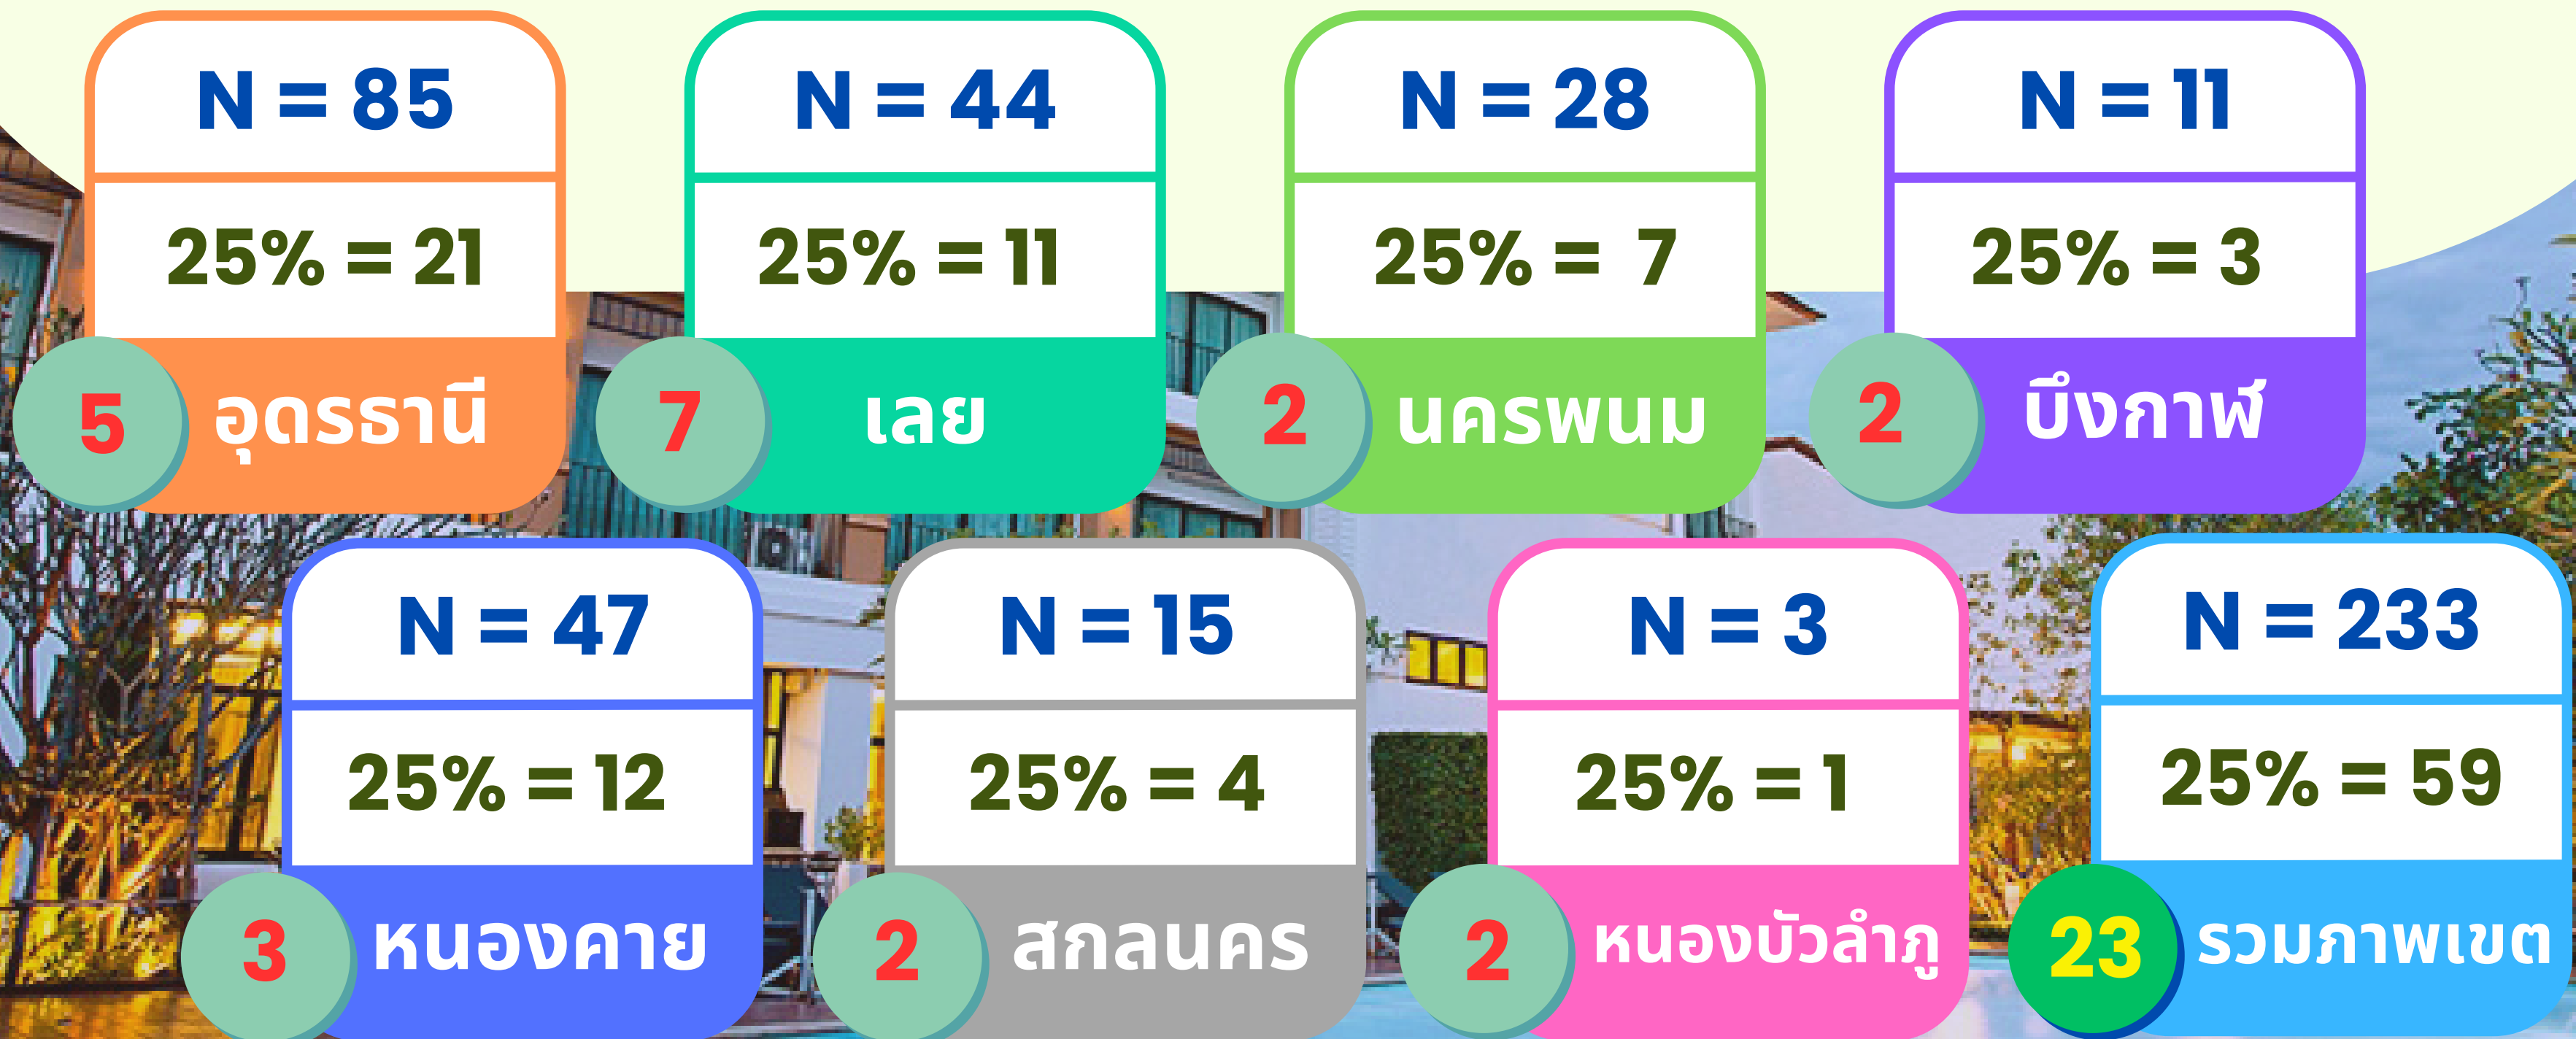 N = 85
25% = 21
5
อุดรธานี
N = 44
25% = 11
7
เลย
N = 28
25% = 7
2
นครพนม
N = 11
25% = 3
2
บึงกาฬ
N = 47
25% = 12
3
หนองคาย
N = 15
25% = 4
2
สกลนคร
N = 3
25% = 1
2
หนองบัวลำภู
N = 233
25% = 59
23
รวมภาพเขต